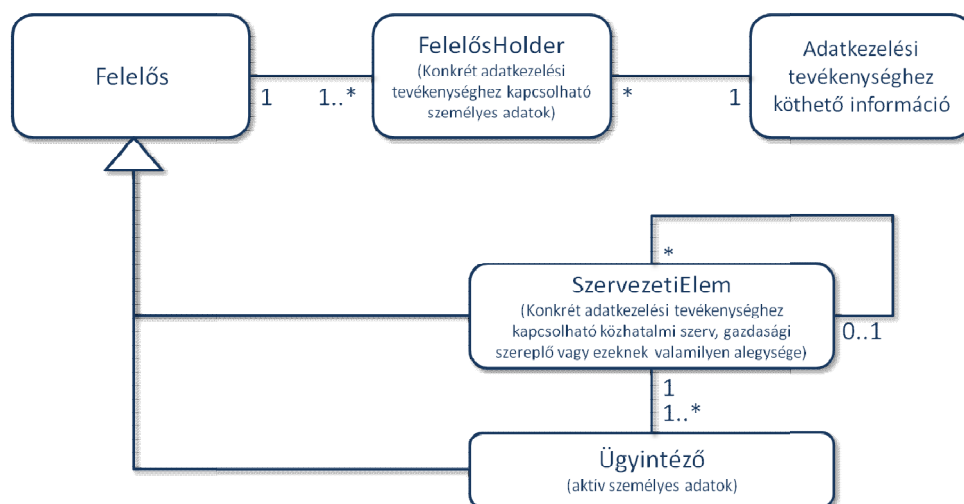 Felelős
FelelősHolder
(Konkrét adatkezelési
tevékenységhez kapcsolható
személyes adatok)
Adatkezelési
tevékenységhez
köthető információ
1
1..*
*
1
*
SzervezetiElem
(Konkrét adatkezelési tevékenységhez
kapcsolható közhatalmi szerv, gazdasági
szereplő vagy ezeknek valamilyen alegysége)
0..1
1
1..*
Ügyintéző
(aktív személyes adatok)